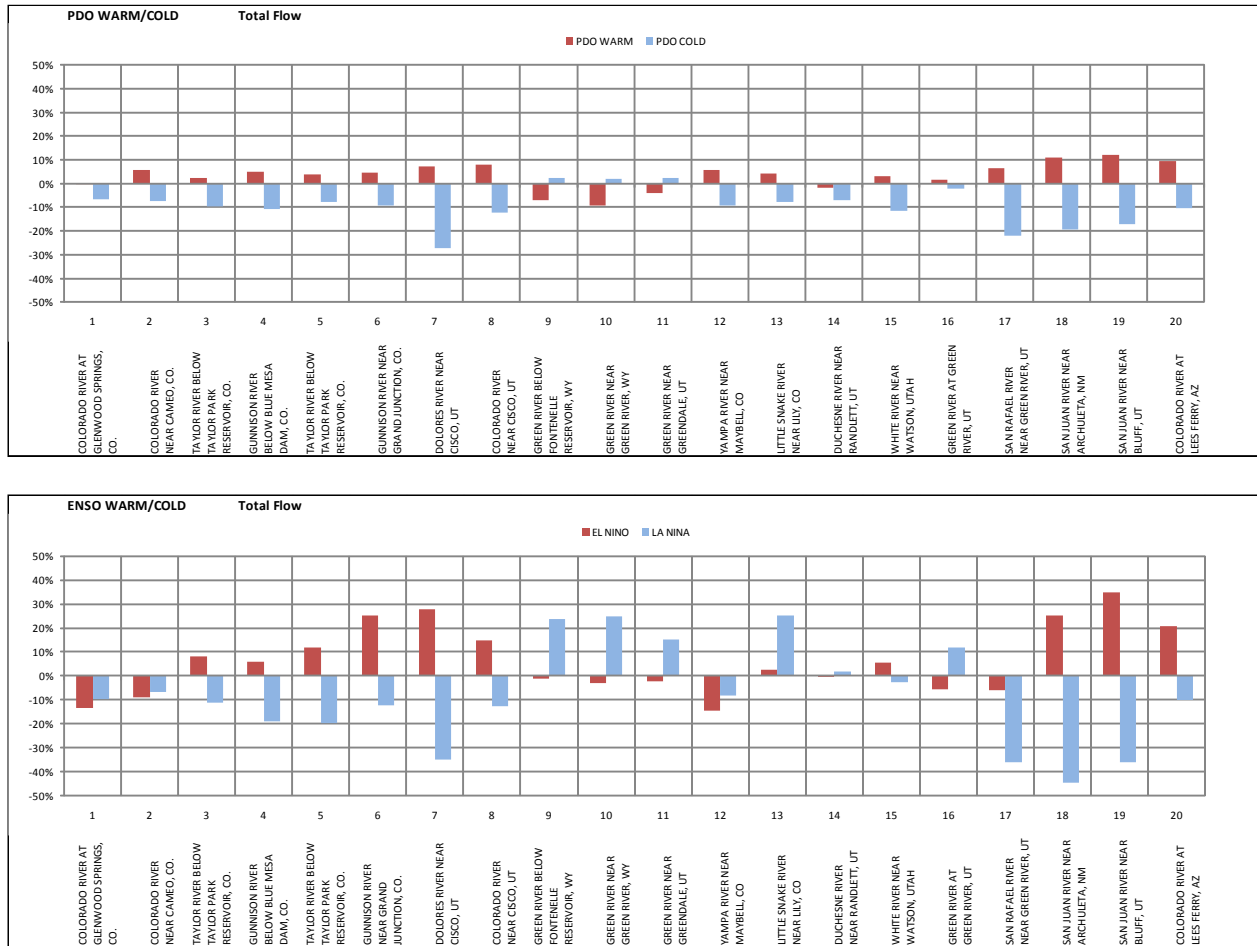 PDO WARM/COLD Total Flow
PDO WARM PDO COLD
50%
40%
30%
20%
10%
0%
-10%
-20%
-30%
-40%
-50%
1 2 3 4 5 6 7 8 9 10 11 12 13 14 15 16 17 18 19 20
COLORADO RIVER AT
GLENWOOD SPRINGS,
CO.
COLORADO RIVER
NEAR CAMEO, CO.
TAYLOR RIVER BELOW
TAYLOR PARK
RESERVOIR, CO.
GUNNISON RIVER
BELOW BLUE MESA
DAM, CO.
TAYLOR RIVER BELOW
TAYLOR PARK
RESERVOIR, CO.
GUNNISON RIVER NEAR
GRAND JUNCTION, CO.
DOLORES RIVER NEAR
CISCO, UT
COLORADO RIVER
NEAR CISCO, UT
GREEN RIVER BELOW
FONTENELLE
RESERVOIR, WY
GREEN RIVER NEAR
GREEN RIVER, WY
GREEN RIVER NEAR
GREENDALE, UT
YAMPA RIVER NEAR
MAYBELL, CO
LITTLE SNAKE RIVER
NEAR LILY, CO
DUCHESNE RIVER NEAR
RANDLETT, UT
WHITE RIVER NEAR
WATSON, UTAH
GREEN RIVER AT GREEN
RIVER, UT
SAN RAFAEL RIVER
NEAR GREEN RIVER, UT
SAN JUAN RIVER NEAR
ARCHULETA, NM
SAN JUAN RIVER NEAR
BLUFF, UT
COLORADO RIVER AT
LEES FERRY, AZ
ENSO WARM/COLD Total Flow
EL NINO LA NINA
50%
40%
30%
20%
10%
0%
-10%
-20%
-30%
-40%
-50%
1 2 3 4 5 6 7 8 9 10 11 12 13 14 15 16 17 18 19 20
COLORADO RIVER AT
GLENWOOD SPRINGS,
CO.
COLORADO RIVER
NEAR CAMEO, CO.
TAYLOR RIVER BELOW
TAYLOR PARK
RESERVOIR, CO.
GUNNISON RIVER
BELOW BLUE MESA
DAM, CO.
TAYLOR RIVER BELOW
TAYLOR PARK
RESERVOIR, CO.
GUNNISON RIVER
NEAR GRAND
JUNCTION, CO.
DOLORES RIVER NEAR
CISCO, UT
COLORADO RIVER
NEAR CISCO, UT
GREEN RIVER BELOW
FONTENELLE
RESERVOIR, WY
GREEN RIVER NEAR
GREEN RIVER, WY
GREEN RIVER NEAR
GREENDALE, UT
YAMPA RIVER NEAR
MAYBELL, CO
LITTLE SNAKE RIVER
NEAR LILY, CO
DUCHESNE RIVER
NEAR RANDLETT, UT
WHITE RIVER NEAR
WATSON, UTAH
GREEN RIVER AT
GREEN RIVER, UT
SAN RAFAEL RIVER
NEAR GREEN RIVER, UT
SAN JUAN RIVER NEAR
ARCHULETA, NM
SAN JUAN RIVER NEAR
BLUFF, UT
COLORADO RIVER AT
LEES FERRY, AZ